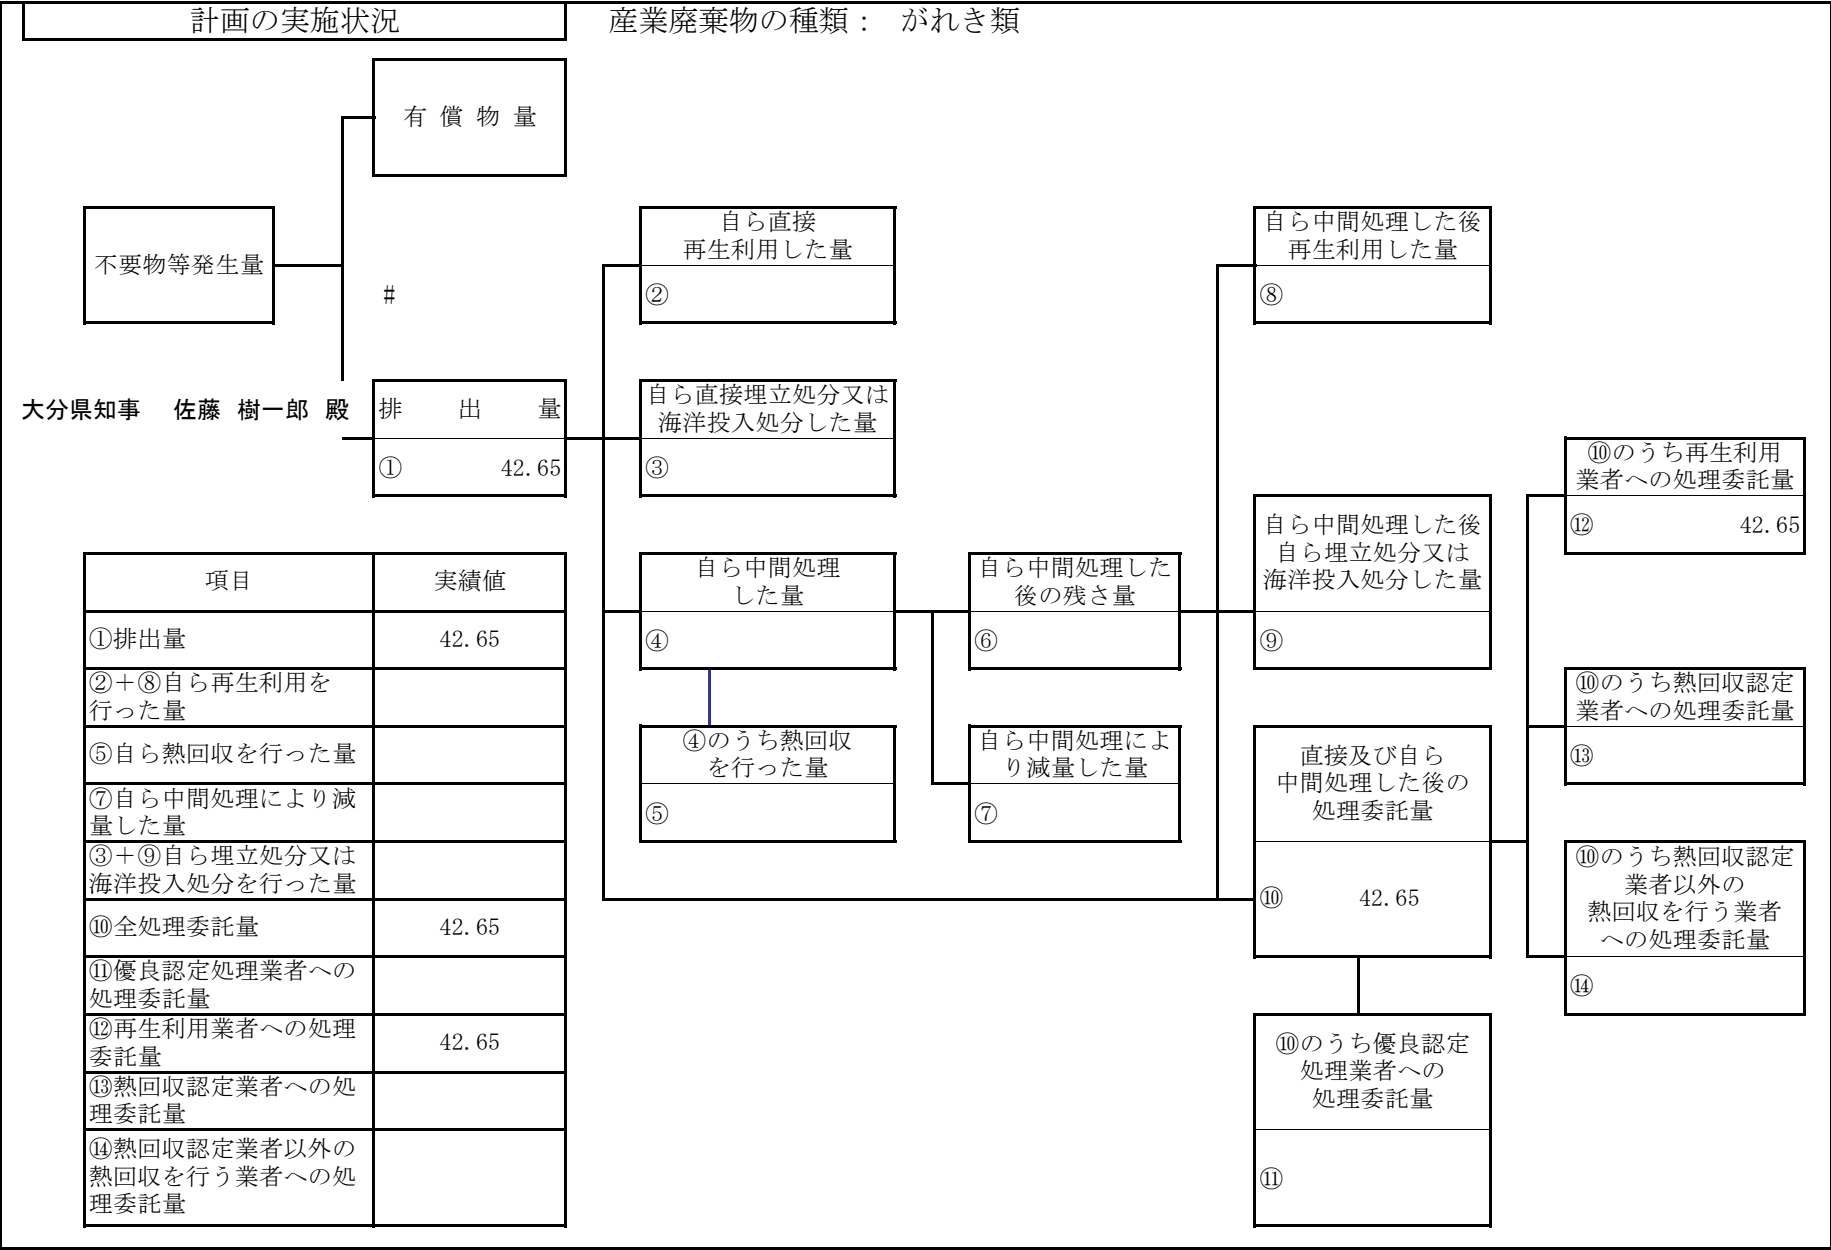 計画の実施状況
産業廃棄物の種類： がれき類
有 償 物 量
不要物等発生量
#
大分県知事 佐藤 樹一郎 殿
排 出 量
① 42.65
自ら直接
再生利用した量
②
自ら直接埋立処分又は
海洋投入処分した量
③
自ら中間処理
した量
④
④のうち熱回収
を行った量
⑤
自ら中間処理した
後の残さ量
⑥
自ら中間処理によ
り減量した量
⑦
自ら中間処理した後
再生利用した量
⑧
自ら中間処理した後
自ら埋立処分又は
海洋投入処分した量
⑨
直接及び自ら
中間処理した後の
処理委託量
⑩ 42.65
⑩のうち優良認定
処理業者への
処理委託量
⑪
⑩のうち再生利用
業者への処理委託量
⑫ 42.65
⑩のうち熱回収認定
業者への処理委託量
⑬
⑩のうち熱回収認定
業者以外の
熱回収を行う業者
への処理委託量
⑭
項目 実績値
①排出量 42.65
②＋⑧自ら再生利用を
行った量
⑤自ら熱回収を行った量
⑦自ら中間処理により減
量した量
③＋⑨自ら埋立処分又は
海洋投入処分を行った量
⑩全処理委託量 42.65
⑪優良認定処理業者への
処理委託量
⑫再生利用業者への処理
委託量 42.65
⑬熱回収認定業者への処
理委託量
⑭熱回収認定業者以外の
熱回収を行う業者への処
理委託量